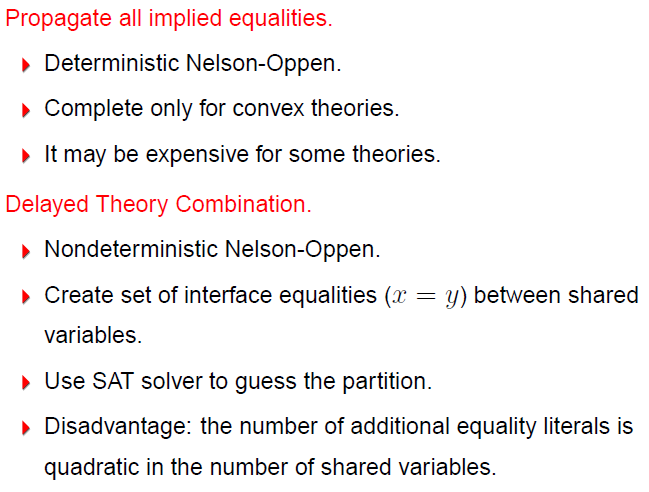 Propagate all implied equalities.
Deterministic Nelson-Oppen.
Complete only for convex theories.
It may be expensive for some theories.
Delayed Theory Combination.
Nondeterministic Nelson-Oppen.
Create set of interface equalities (x = y) between shared
variables.
Use SAT solver to guess the partition.
Disadvantage: the number of additional equality literals is
quadratic in the number of shared variables.